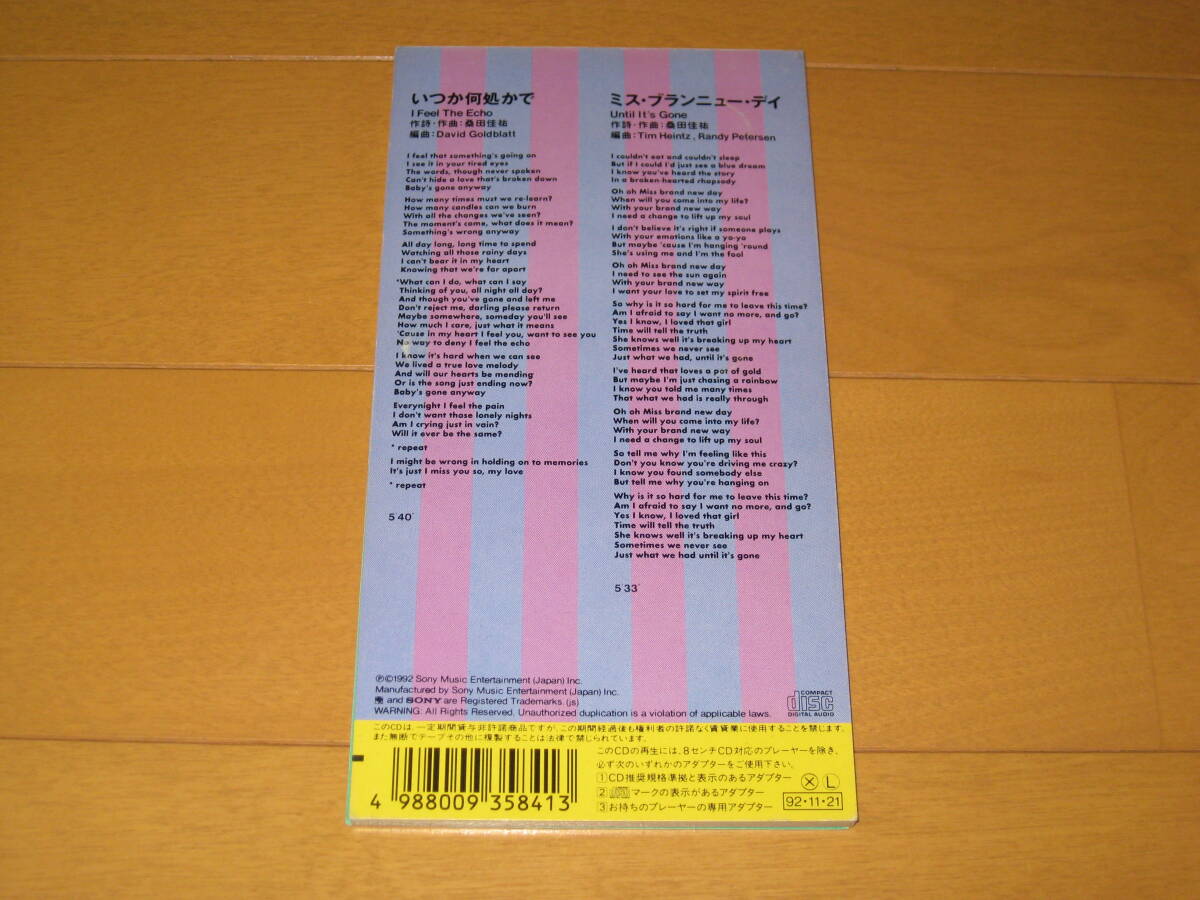 いつか何処かで
I Feel The Echo
作詩・作曲:桑田佳祐
編曲:David Goldblatt
I feel that something's going on
I see it in your tired eyes
The words, though never spoken
Can't hide a love that's broken down
Baby's gone anyway
How many times must we re-learn?
How many candles can we burn
With all the changes we've seen?
The moment's come, what does it mean?
Something's wrong anyway
All day long, long time to spend
Watching all those rainy days
I can't bear it in my heart
Knowing that we're far apart
*What can I do, what can I say
Thinking of you, all night all day?
And though you've gone and left me
Don't reject me, darling please return
Maybe somewhere, someday you'll see
How much I care, just what it means
'Cause in my heart I feel you, want to see you
No way to deny I feel the echo
I know it's hard when we can see
We lived a true love melody
And will our hearts be mending
Or is the song just ending now?
Baby's gone anyway
Everynight I feel the pain
I don't want those lonely nights
Am I crying just in vain?
Will it ever be the same?
* repeat
I might be wrong in holding on to memories
It's just I miss you so, my love
* repeat
5'40"
ミス・ブランニュー・デイ
Until It's Gone
作詩・作曲:桑田佳祐
編曲:Tim Heintz, Randy Petersen
I couldn't eat and couldn't sleep
But if I could I'd just see a blue dream
I know you've heard the story
In a broken hearted rhapsody
Oh oh Miss brand new day
When will you come into my life?
With your brand new way
I need a change to lift up my soul
I don't believe it's right if someone plays
With your emotions like a yo-yo
But maybe 'cause I'm hanging 'round
She's using me and I'm the fool
Oh oh Miss brand new day
I need to see the sun again
With your brand new way
I want your love to set my spirit free
So why is it so hard for me to leave this time?
Am I afraid to say I want no more, and go?
Yes I know, I loved that girl
Time will tell the truth
She knows well it's breaking up my heart
Sometimes we never see
Just what we had, until it's gone
I've heard that loves a pot of gold
But maybe I'm just chasing a rainbow
I know you told me many times
That what we had is really through
Oh oh Miss brand new day
When will you come into my life?
With your brand new way
I need a change to lift up my soul
So tell me why I'm feeling like this
Don't you know you're driving me crazy?
I know you found somebody else
But tell me why you're hanging on
Why is it so hard for me to leave this time?
Am I afraid to say I want no more, and go?
Yes I know, I loved that girl
Time will tell the truth
She knows well it's breaking up my heart
Sometimes we never see
Just what we had until it's gone
5'33"
℗©1992 Sony Music Entertainment (Japan) Inc.
Manufactured by Sony Music Entertainment (Japan) Inc.
and SONY are Registered Trademarks. (js)
WARNING: All Rights Reserved. Unauthorized duplication is a violation of applicable laws.
COMPACT
disc
DIGITAL AUDIO
このCDは、一定期間貸与非許諾商品ですが、この期間経過後も権利者の許諾なく賃貸業に使用することを禁じます。
また無断でテープその他に複製することは法律で禁じられています。
このCDの再生には、8センチCD対応のプレーヤーを除き、
必ず次のいずれかのアダプターをご使用下さい。
①CD推奨規格準拠と表示のあるアダプター
②マークの表示があるアダプター
③お持ちのプレーヤーの専用アダプター
Ⓧ Ⓛ
92・11・21
4 988009 358413